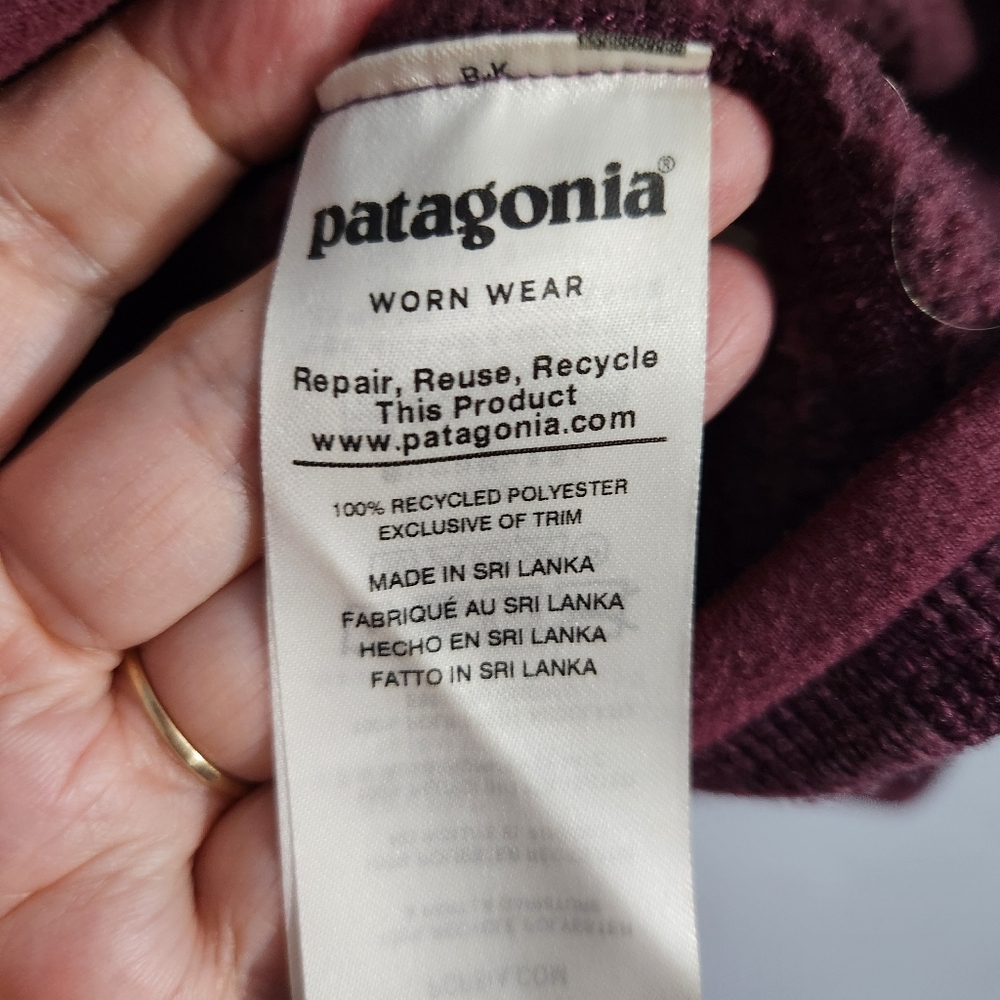 B.K
patagonia®
WORN WEAR
Repair, Reuse, Recycle
This Product
www.patagonia.com
100% RECYCLED POLYESTER
EXCLUSIVE OF TRIM
MADE IN SRI LANKA
FABRIQUÉ AU SRI LANKA
HECHO EN SRI LANKA
FATTO IN SRI LANKA